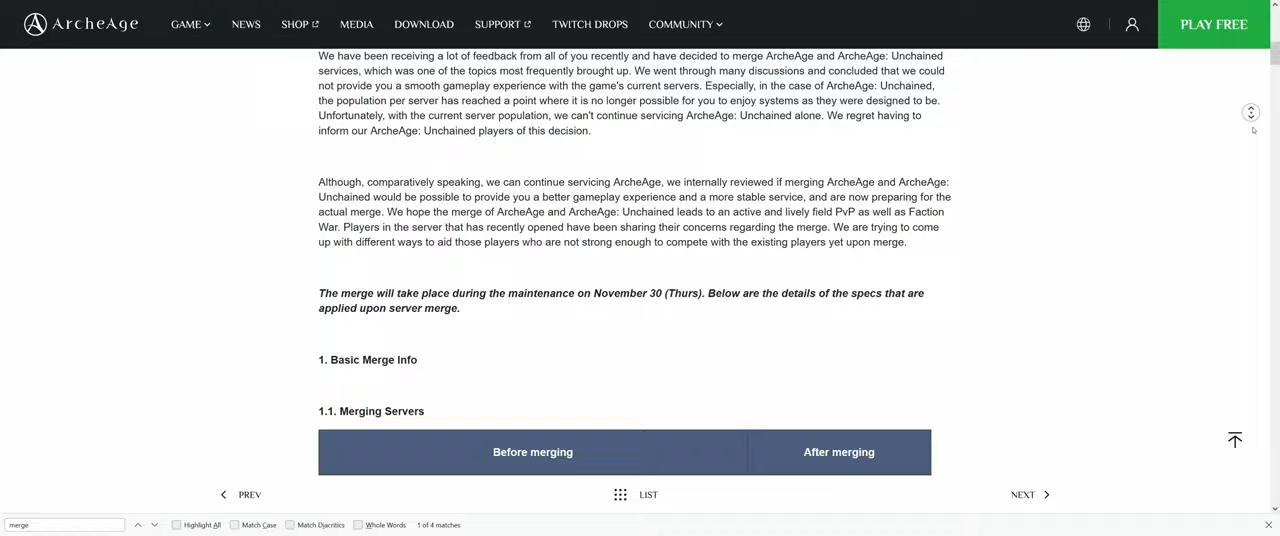 ArcheAge GAME NEWS SHOP MEDIA DOWNLOAD SUPPORT TWITCH DROPS COMMUNITY PLAY FREE
We have been receiving a lot of feedback from all of you recently and have decided to merge ArcheAge and ArcheAge: Unchained
services, which was one of the topics most frequently brought up. We went through many discussions and concluded that we could
not provide you a smooth gameplay experience with the game's current servers. Especially, in the case of ArcheAge: Unchained,
the population per server has reached a point where it is no longer possible for you to enjoy systems as they were designed to be.
Unfortunately, with the current server population, we can't continue servicing ArcheAge: Unchained alone. We regret having to
inform our ArcheAge: Unchained players of this decision.
Although, comparatively speaking, we can continue servicing ArcheAge, we internally reviewed if merging ArcheAge and ArcheAge:
Unchained would be possible to provide you a better gameplay experience and a more stable service, and are now preparing for the
actual merge. We hope the merge of ArcheAge and ArcheAge: Unchained leads to an active and lively field PvP as well as Faction
War. Players in the server that has recently opened have been sharing their concerns regarding the merge. We are trying to come
up with different ways to aid those players who are not strong enough to compete with the existing players yet upon merge.
The merge will take place during the maintenance on November 30 (Thurs). Below are the details of the specs that are
applied upon server merge.
1. Basic Merge Info
1.1. Merging Servers
Before merging After merging
PREV LIST NEXT
merge Highlight All Match Case Match Diacritics Whole Words 1 of 4 matches